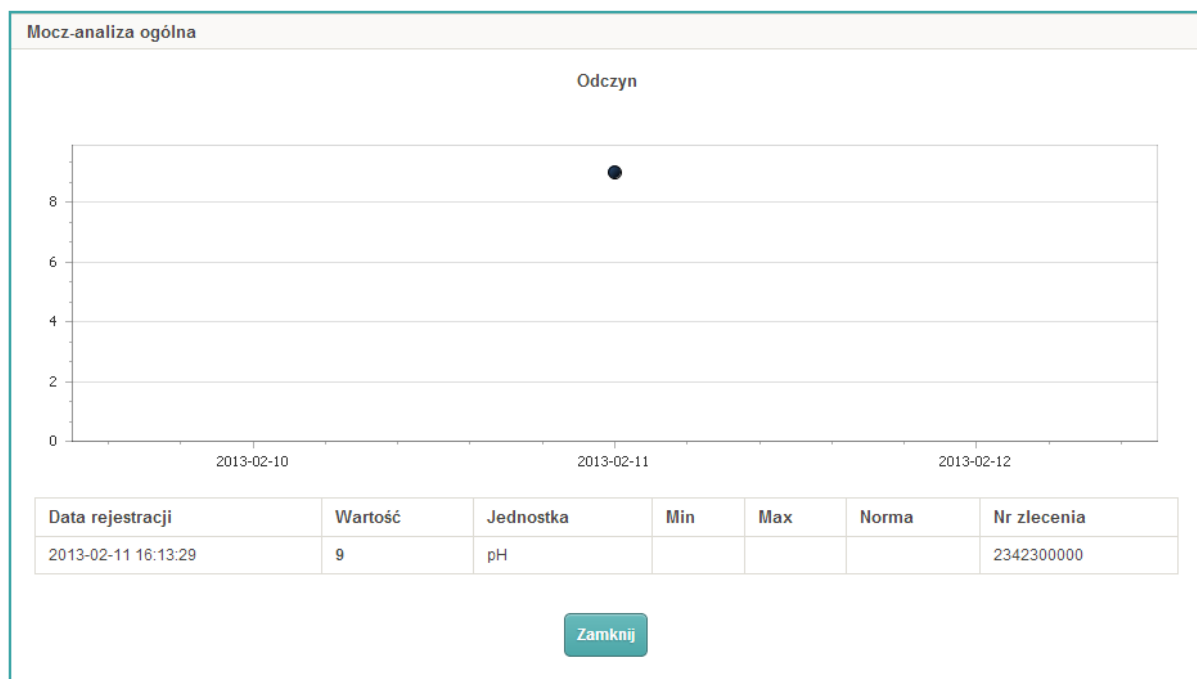 Mocz-analiza ogólna
Odczyn
8
6
4
2
0
2013-02-10 2013-02-11 2013-02-12
Data rejestracji Wartość Jednostka Min Max Norma Nr zlecenia
2013-02-11 16:13:29 9 pH 2342300000
Zamknij